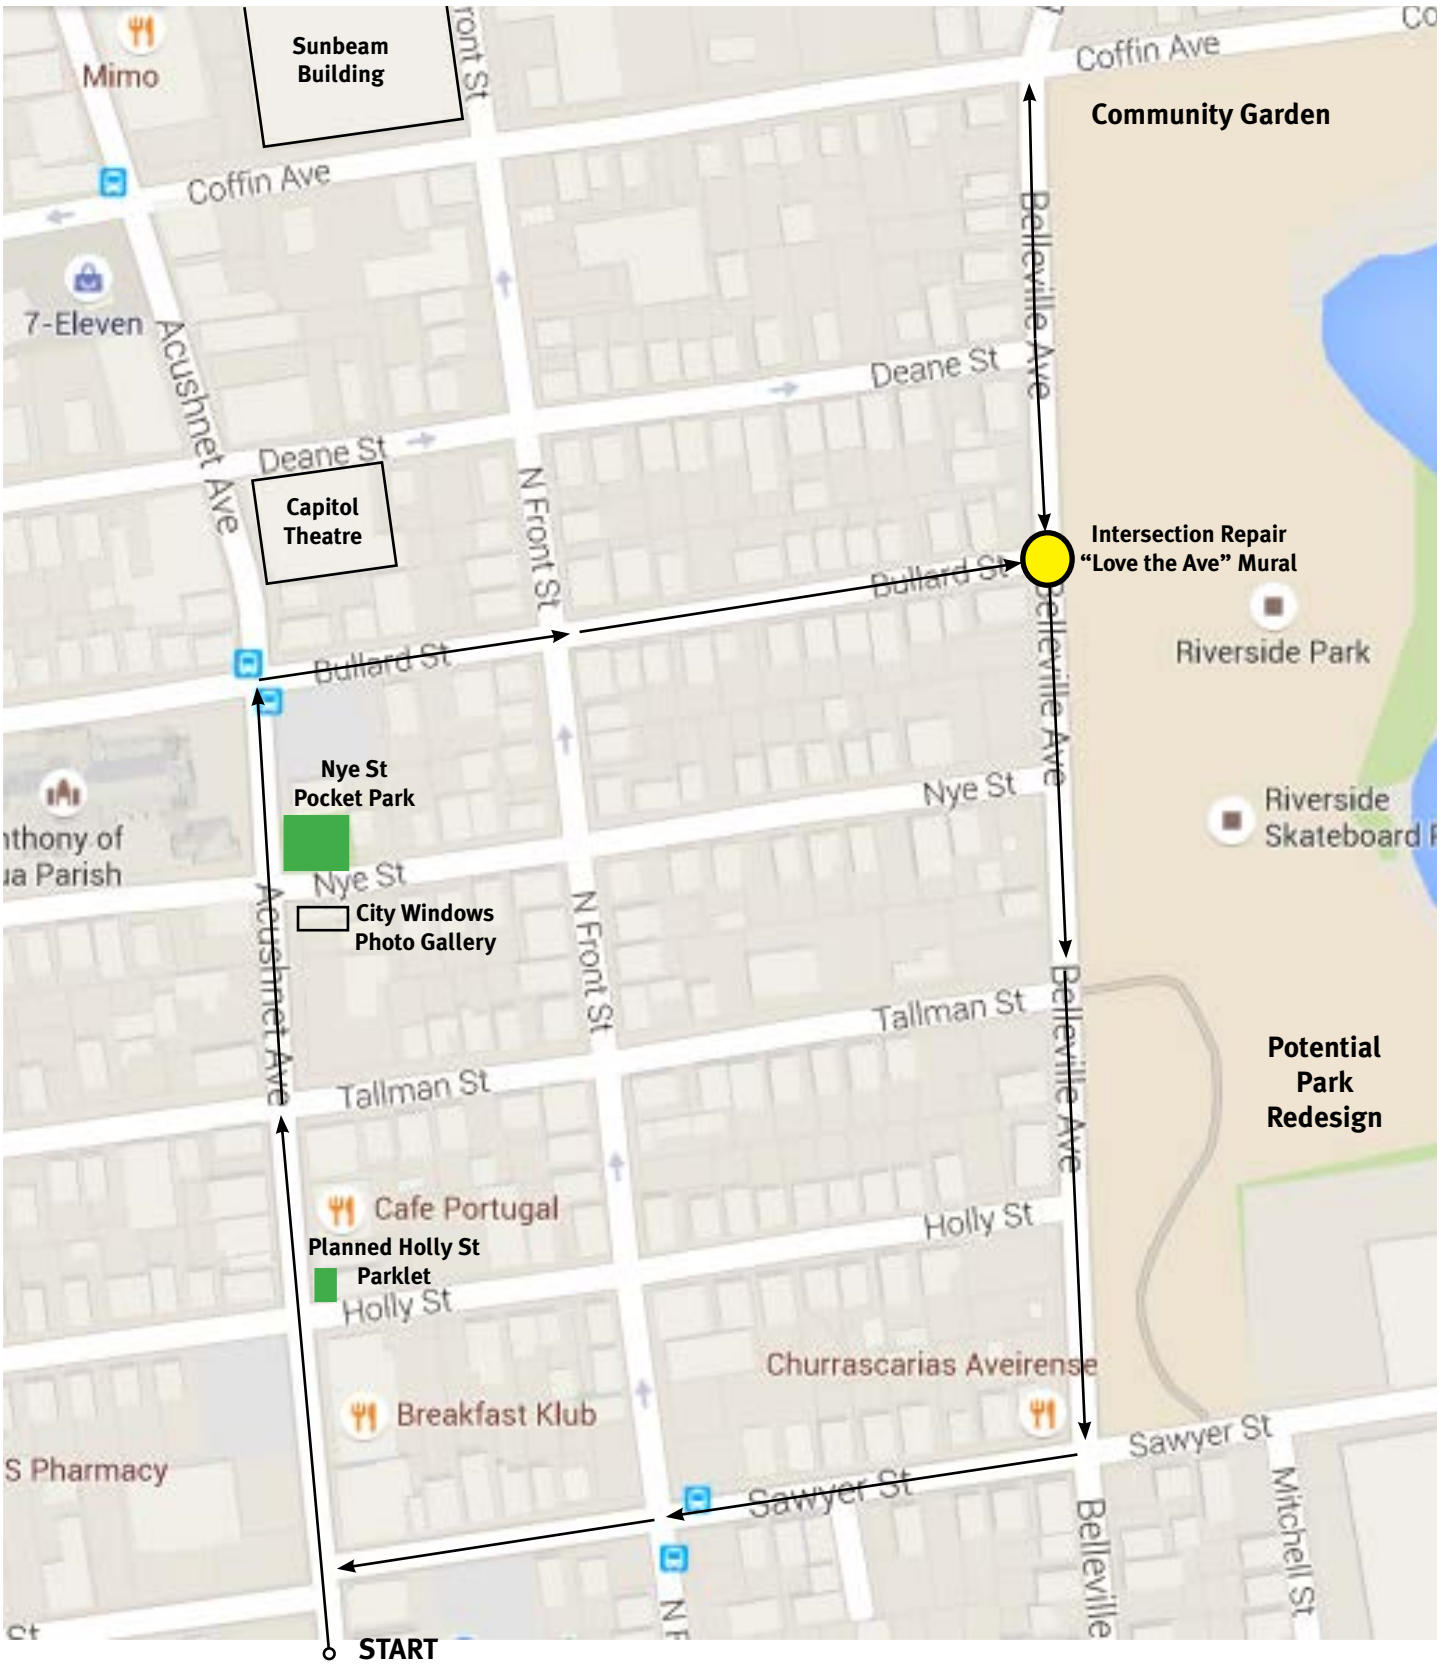 Co
ront St
Coffin Ave
Sunbeam
Building
Mimo
Community Garden
Coffin Ave
Belleville Ave
7-Eleven
Acushnet Ave
Deane St
Deane St
Capitol
Theatre
N Front St
Intersection Repair
“Love the Ave” Mural
Bullard St
Belleville Ave
Riverside Park
Bullard St
Nye St
Pocket Park
Nye St
Riverside
Skateboard P
nthony of
ua Parish
Nye St
Acushnet Ave
City Windows
Photo Gallery
N Front St
Belleville Ave
Tallman St
Potential
Park
Redesign
Tallman St
Cafe Portugal
Holly St
Planned Holly St
Parklet
Holly St
Churrascarias Aveirense
Breakfast Klub
Sawyer St
S Pharmacy
Sawyer St
Mitchell St
Belleville
N F
St
START